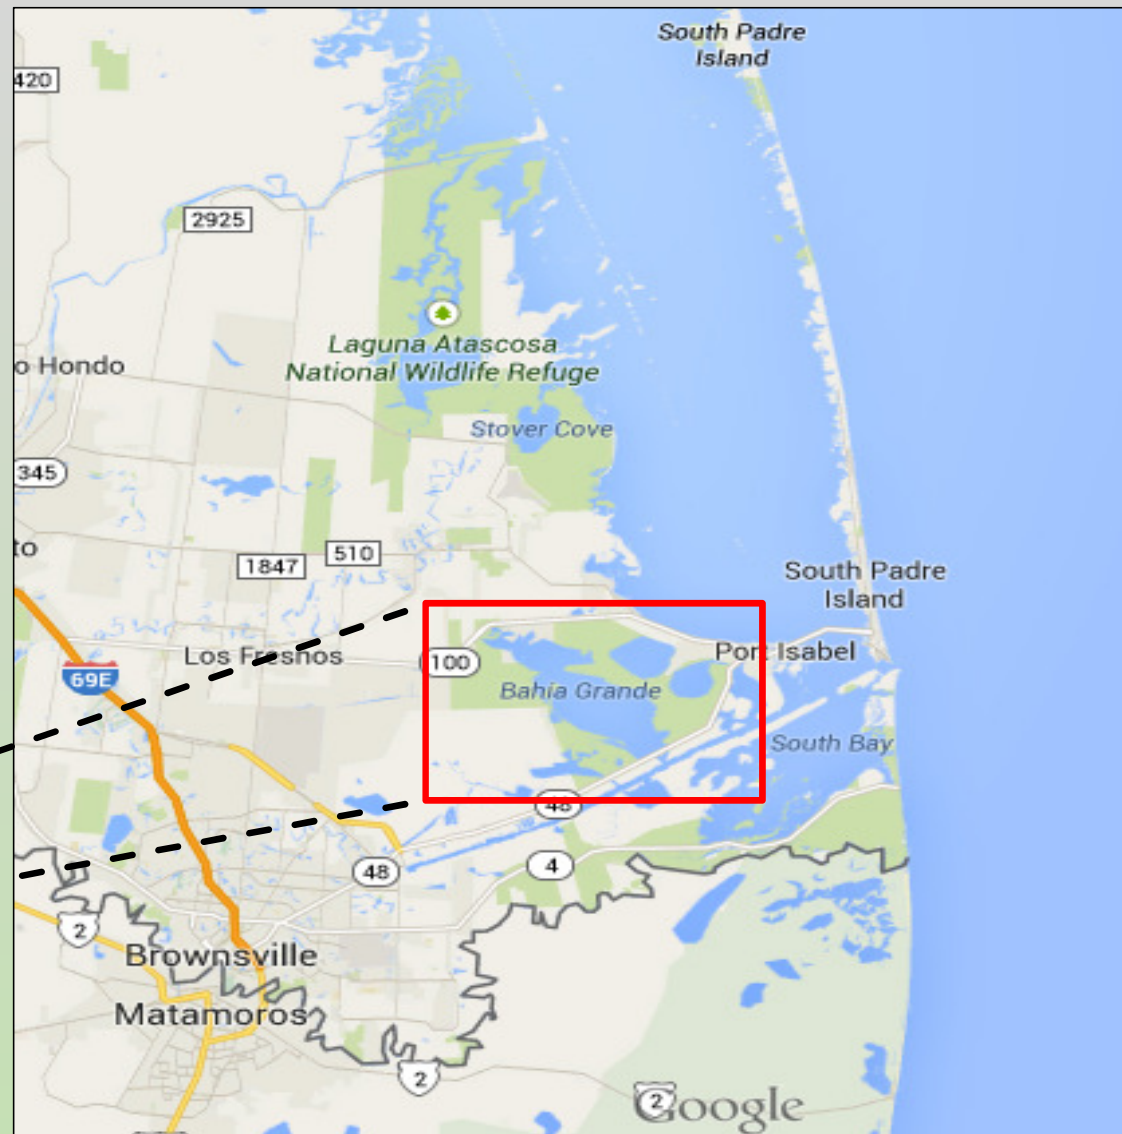 South Padre
Island
420
2925
Laguna Atascosa
National Wildlife Refuge
o Hondo
Stover Cove
345
to
510
1847
South Padre
Island
Los Fresnos
100
Port Isabel
69E
Bahia Grande
South Bay
48
48
4
2
Brownsville
Matamoros
2
2
Google